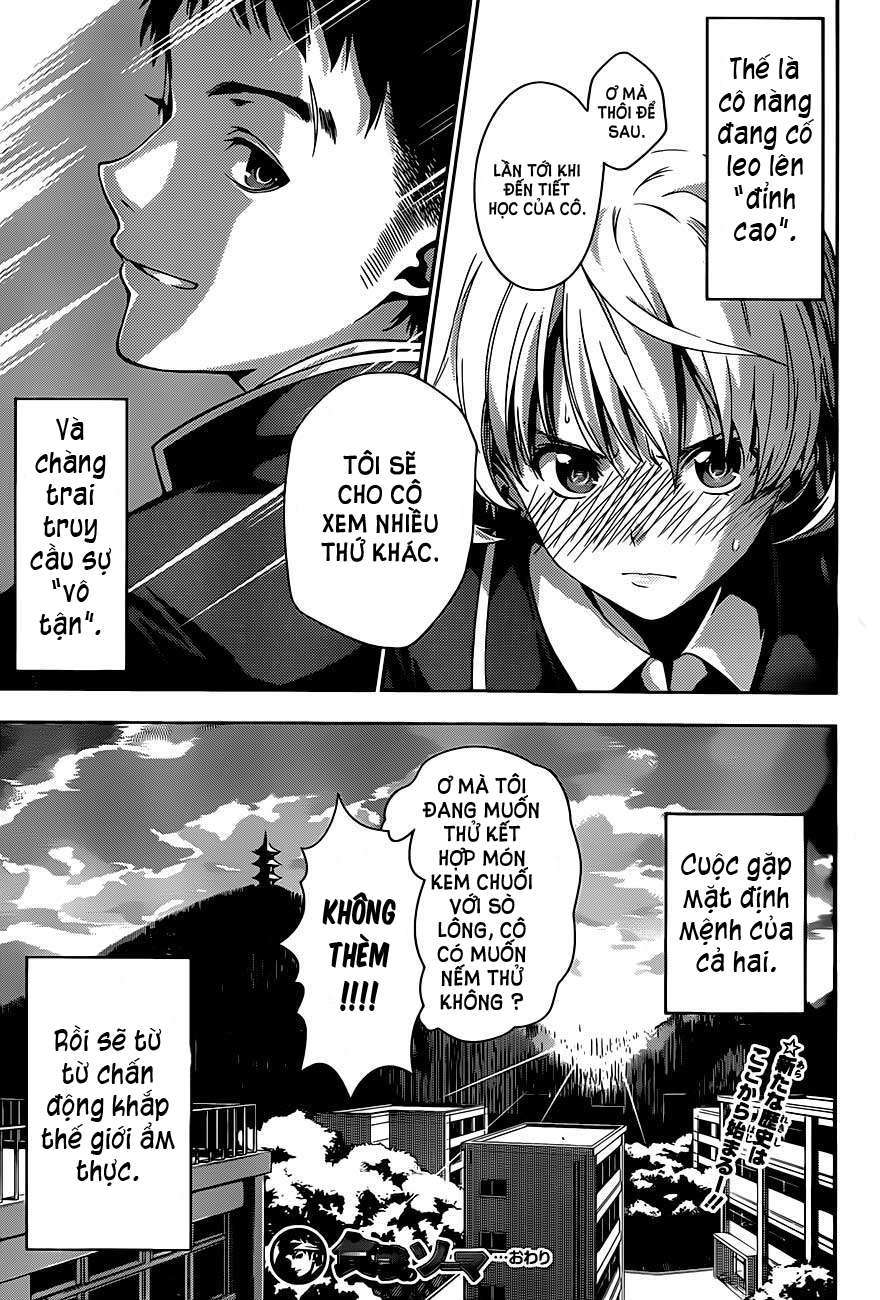 Thế là
cô nàng
đang cố
leo lên
"đỉnh
cao".
Ơ MÀ
THÔI ĐỂ
SAU.
LẦN TỚI KHI
ĐẾN TIẾT
HỌC CỦA CÔ.
TÔI SẼ
CHO CÔ
XEM NHIỀU
THỨ KHÁC.
Và
chàng
trai
truy
cầu sự
"vô
tận".
Cuộc gặp
mặt định
mệnh của
cả hai.
Ơ MÀ TÔI
ĐANG MUỐN
THỬ KẾT
HỢP MÓN
KEM CHUỐI
VỚI SÒ
LÔNG, CÔ
CÓ MUỐN
NẾM THỬ
KHÔNG ?
KHÔNG
THÈM
!!!!
Rồi sẽ từ
từ chấn
động khắp
thế giới ẩm
thực.
☆新たな歴史は
ここから始まるー!!
ソーマ…おわり